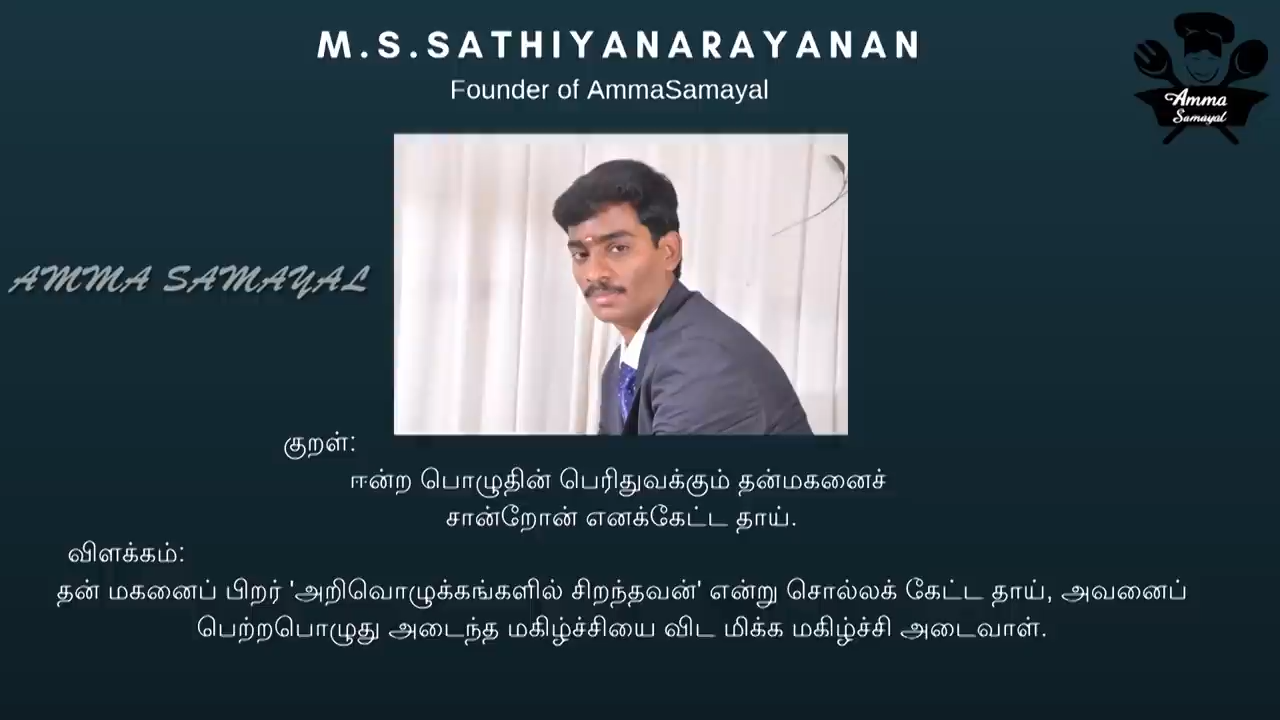 M.S.SATHIYANARAYANAN
Founder of AmmaSamayal
Amma
Samayal
AMMA SAMAYAL
குறள்:
ஈன்ற பொழுதின் பெரிதுவக்கும் தன்மகனைச்
சான்றோன் எனக்கேட்ட தாய்.
விளக்கம்:
தன் மகனைப் பிறர் 'அறிவொழுக்கங்களில் சிறந்தவன்' என்று சொல்லக் கேட்ட தாய், அவனைப்
பெற்றபொழுது அடைந்த மகிழ்ச்சியை விட மிக்க மகிழ்ச்சி அடைவாள்.